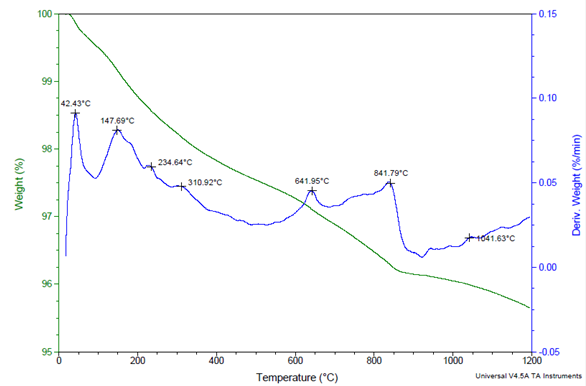 100
99
98
97
96
95
Weight (%)
0.15
0.10
0.05
0.00
-0.05
Deriv. Weight (%/min)
42.43°C
147.69°C
234.64°C
310.92°C
641.95°C
841.79°C
1041.63°C
0
200
400
600
800
1000
1200
Temperature (°C)
Universal V4.5A TA Instruments